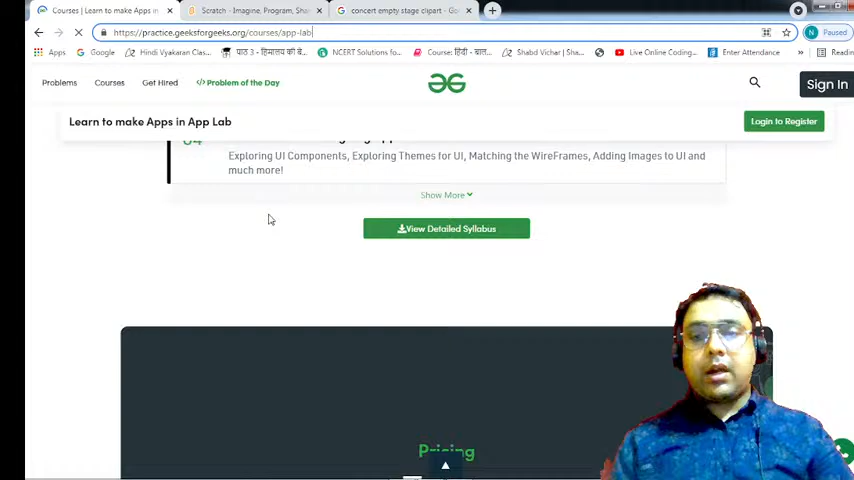 Courses | Learn to make Apps in
Scratch - Imagine, Program, Sha
concert empty stage clipart - Go
https://practice.geeksforgeeks.org/courses/app-lab
N Paused
Apps
Google
Hindi Vyakaran Clas...
पाठ 3 - हिमालय की बे...
NCERT Solutions fo...
Course: हिंदी - बाल...
Shabd Vichar | Sha...
Live Online Coding...
Enter Attendance
»
Readin
Problems
Courses
Get Hired
</> Problem of the Day
Sign In
Learn to make Apps in App Lab
Login to Register
Exploring UI Components, Exploring Themes for UI, Matching the WireFrames, Adding Images to UI and
much more!
Show More
View Detailed Syllabus
Pricing